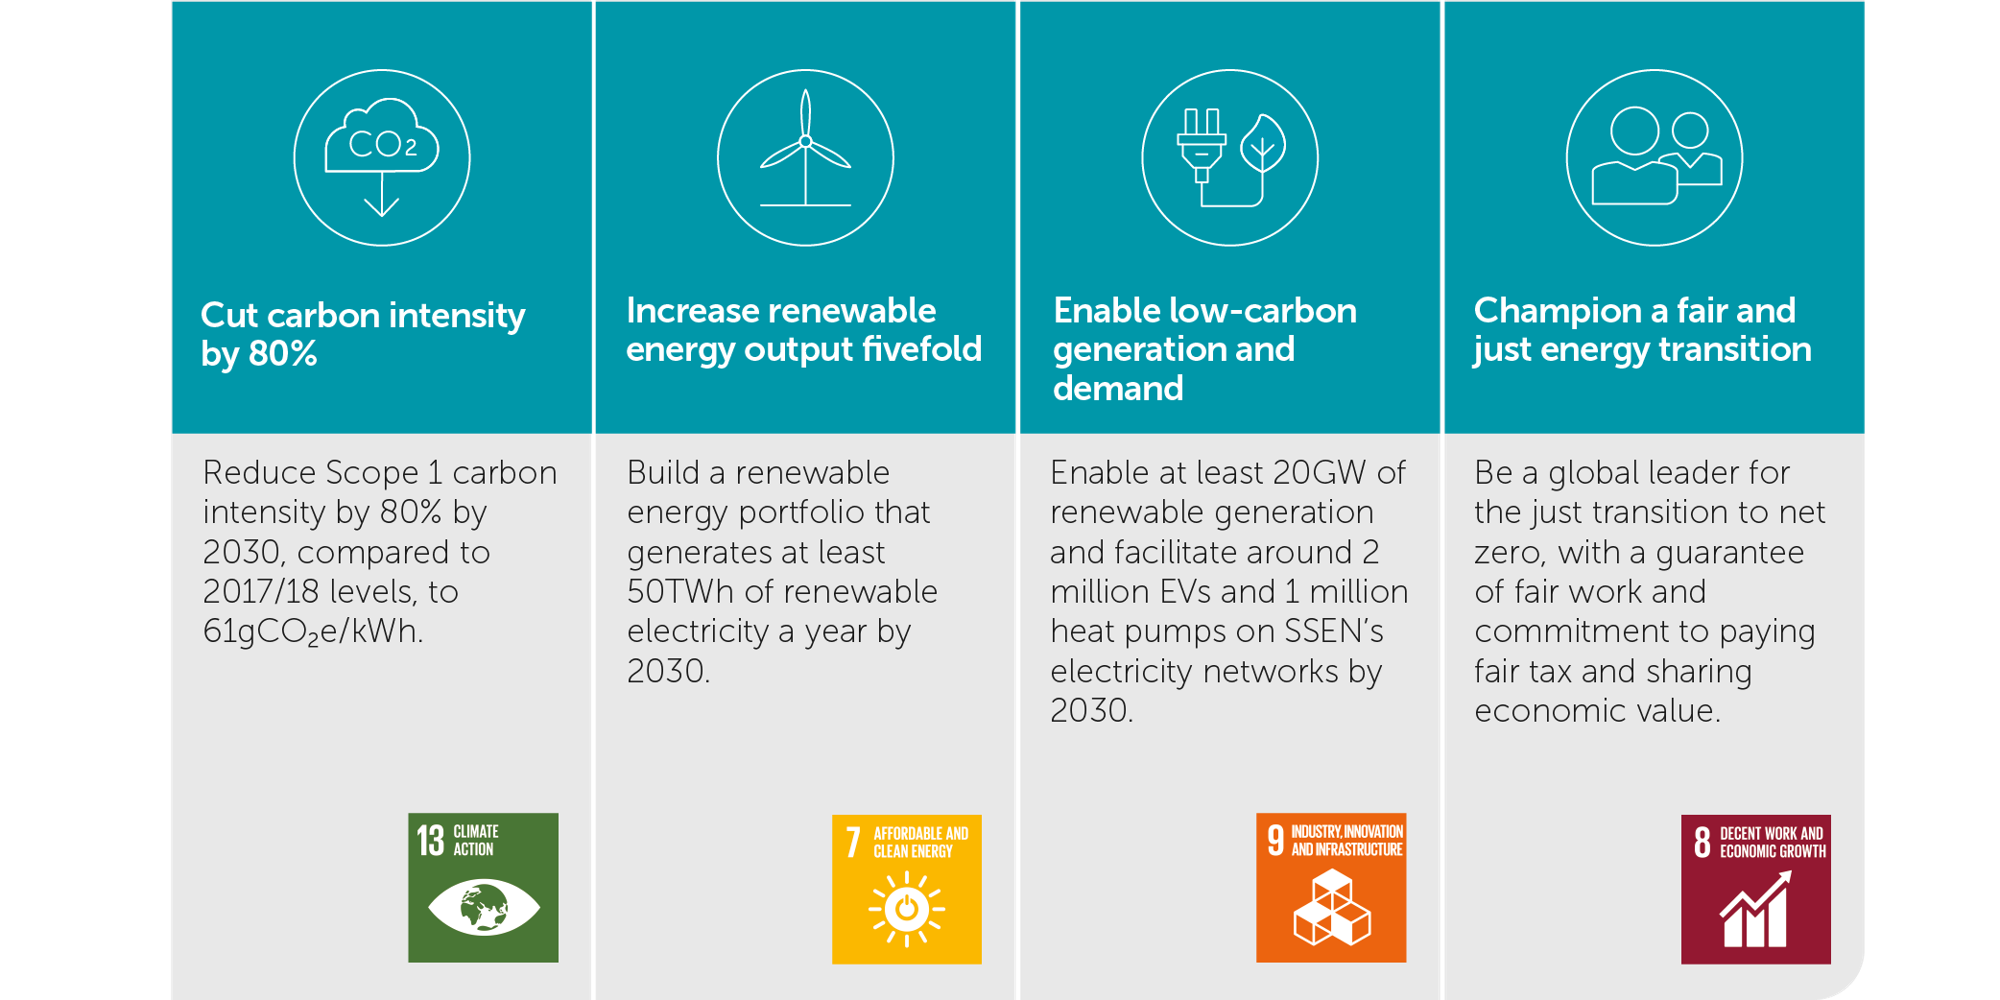 CO2
Cut carbon intensity
by 80%
Reduce Scope 1 carbon
intensity by 80% by
2030, compared to
2017/18 levels, to
61gCO₂e/kWh.
13 CLIMATE
ACTION
Increase renewable
energy output fivefold
Build a renewable
energy portfolio that
generates at least
50TWh of renewable
electricity a year by
2030.
7 AFFORDABLE AND
CLEAN ENERGY
Enable low-carbon
generation and
demand
Enable at least 20GW of
renewable generation
and facilitate around 2
million EVs and 1 million
heat pumps on SSEN’s
electricity networks by
2030.
9 INDUSTRY, INNOVATION
AND INFRASTRUCTURE
Champion a fair and
just energy transition
Be a global leader for
the just transition to net
zero, with a guarantee
of fair work and
commitment to paying
fair tax and sharing
economic value.
8 DECENT WORK AND
ECONOMIC GROWTH